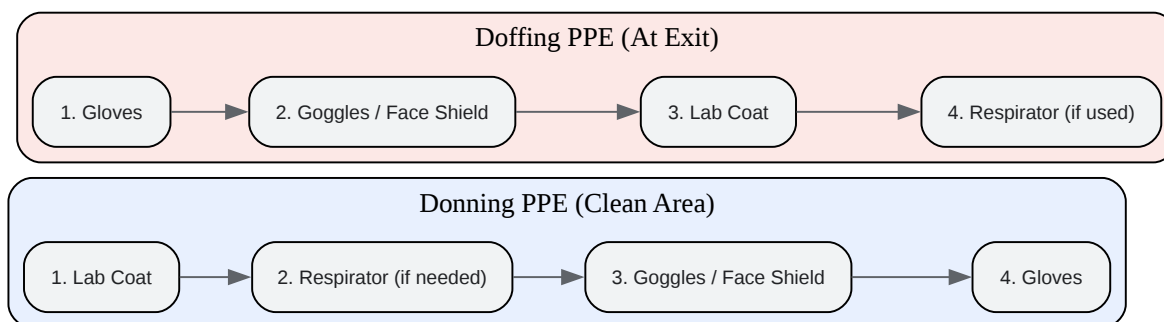 Doffing PPE (At Exit)
1. Gloves
2. Goggles / Face Shield
3. Lab Coat
4. Respirator (if used)
Donning PPE (Clean Area)
1. Lab Coat
2. Respirator (if needed)
3. Goggles / Face Shield
4. Gloves